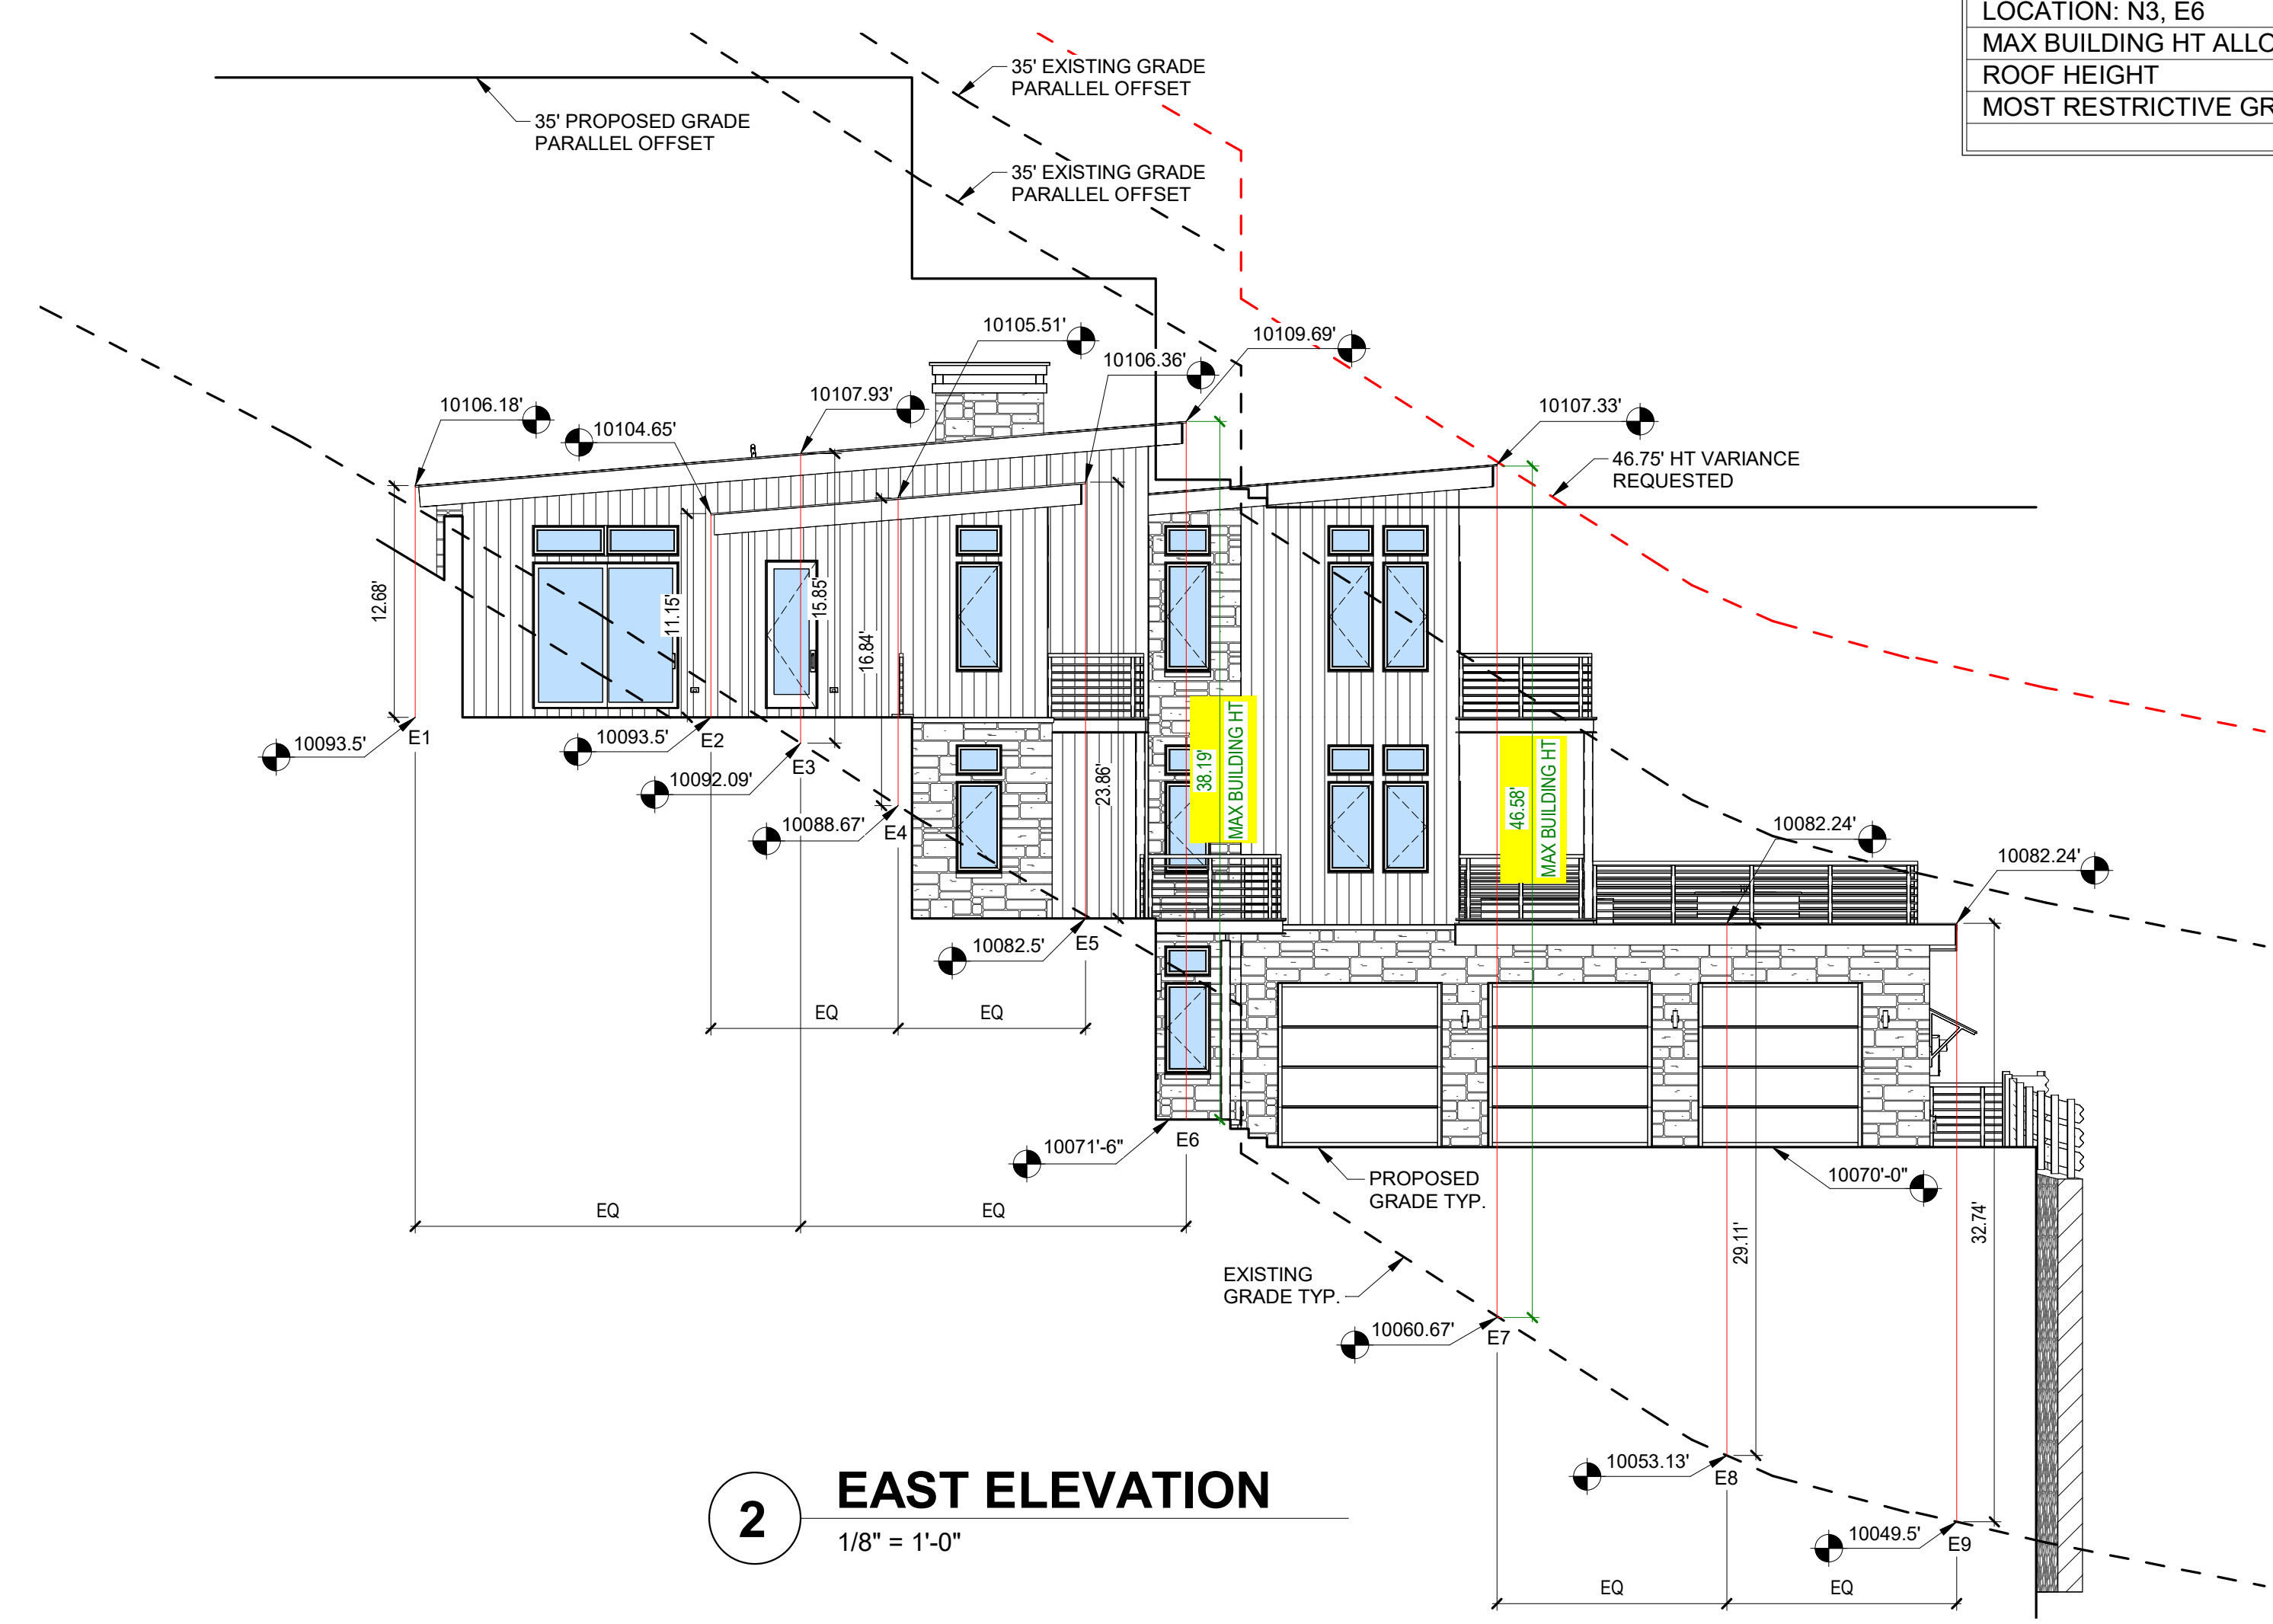 LOCATION: N3, E6
MAX BUILDING HT ALLO
ROOF HEIGHT
MOST RESTRICTIVE GR
35' EXISTING GRADE
PARALLEL OFFSET
35' PROPOSED GRADE
PARALLEL OFFSET
35' EXISTING GRADE
PARALLEL OFFSET
10105.51'
10109.69'
10106.36'
10107.93'
10106.18'
10104.65'
10107.33'
46.75' HT VARIANCE
REQUESTED
12.68'
11.15'
15.85'
16.84'
23.86'
38.19'
MAX BUILDING HT
46.58'
MAX BUILDING HT
10093.5'
E1
10093.5'
E2
10092.09'
E3
10088.67'
E4
10082.5'
E5
10082.24'
10082.24'
EQ
EQ
10071'-6"
E6
PROPOSED
GRADE TYP.
10070'-0"
EQ
EQ
29.11'
32.74'
EXISTING
GRADE TYP.
10060.67'
E7
10053.13'
E8
10049.5'
E9
EQ
EQ
2
EAST ELEVATION
1/8" = 1'-0"